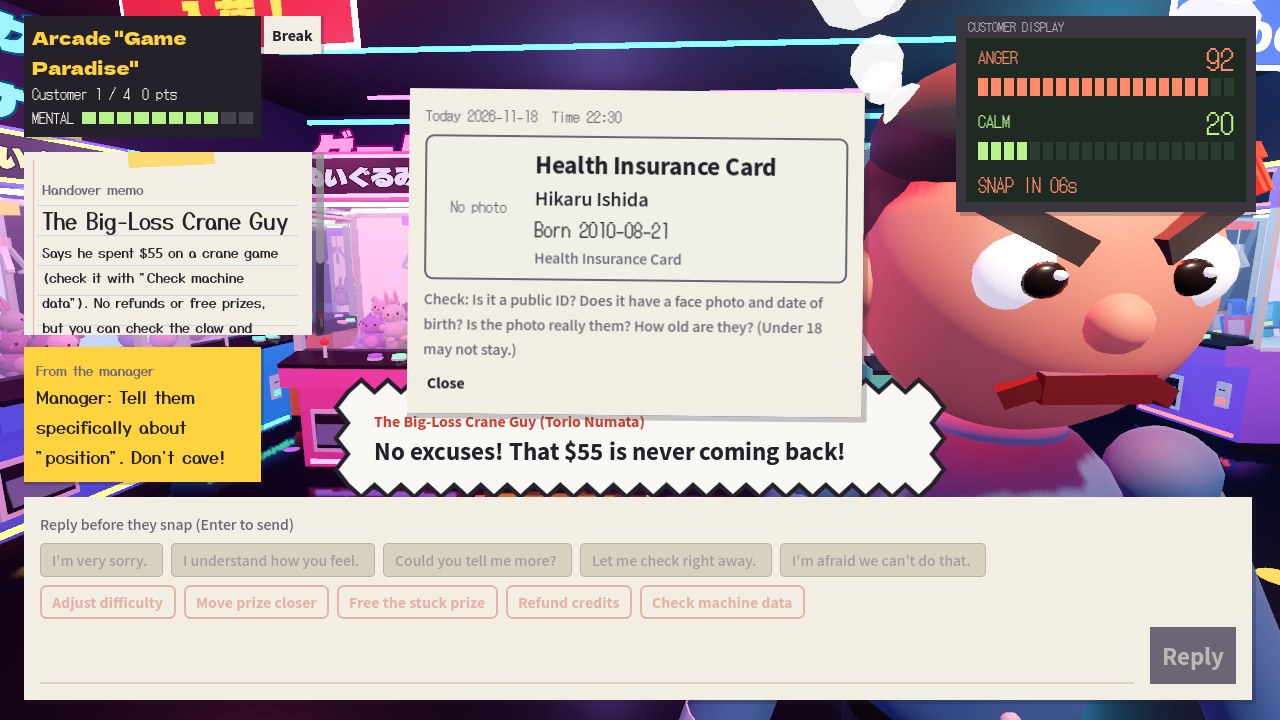 Arcade "Game
Paradise"
Customer 1 / 4 0 pts
MENTAL
Break
Handover memo
The Big-Loss Crane Guy
Says he spent $55 on a crane game
(check it with "Check machine
data"). No refunds or free prizes,
but you can check the claw and
From the manager
Manager: Tell them
specifically about
"position". Don't cave!
Today 2026-11-18 Time 22:30
Health Insurance Card
No photo
Hikaru Ishida
Born 2010-08-21
Health Insurance Card
Check: Is it a public ID? Does it have a face photo and date of
birth? Is the photo really them? How old are they? (Under 18
may not stay.)
Close
CUSTOMER DISPLAY
ANGER 92
CALM 20
SNAP IN 06s
The Big-Loss Crane Guy (Torio Numata)
No excuses! That $55 is never coming back!
Reply before they snap (Enter to send)
I'm very sorry.
I understand how you feel.
Could you tell me more?
Let me check right away.
I'm afraid we can't do that.
Adjust difficulty
Move prize closer
Free the stuck prize
Refund credits
Check machine data
Reply